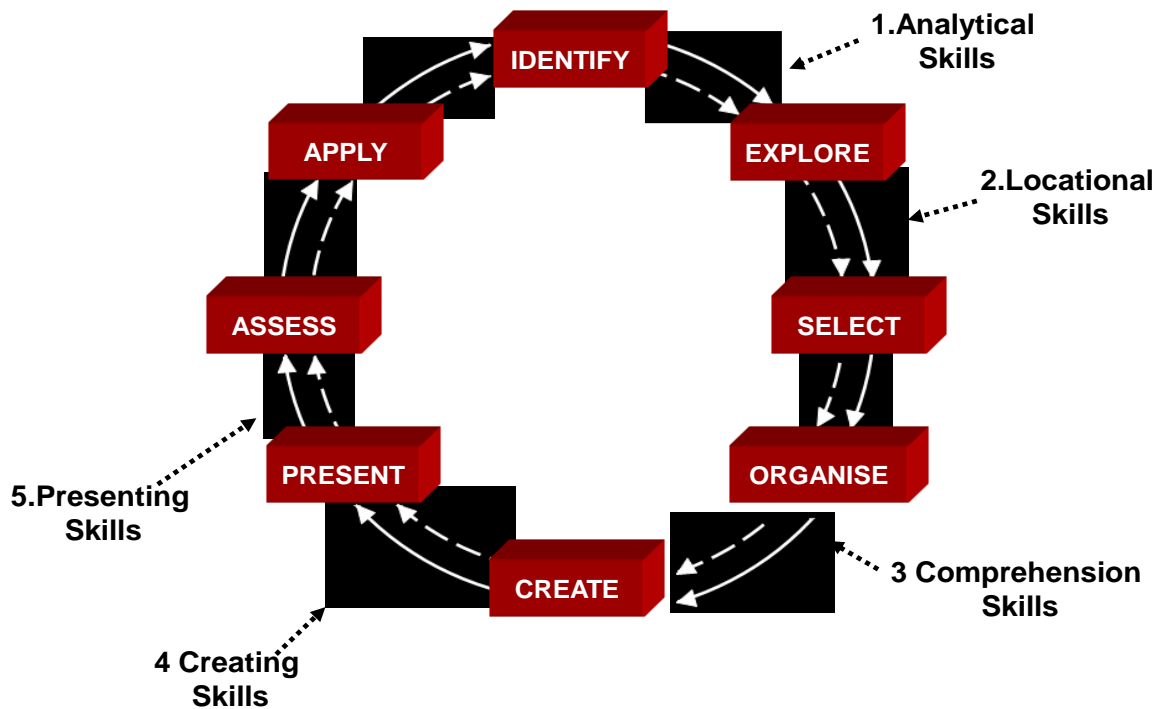 IDENTIFY
1.Analytical
Skills
EXPLORE
2.Locational
Skills
SELECT
ORGANISE
3 Comprehension
Skills
CREATE
4 Creating
Skills
PRESENT
5.Presenting
Skills
ASSESS
APPLY